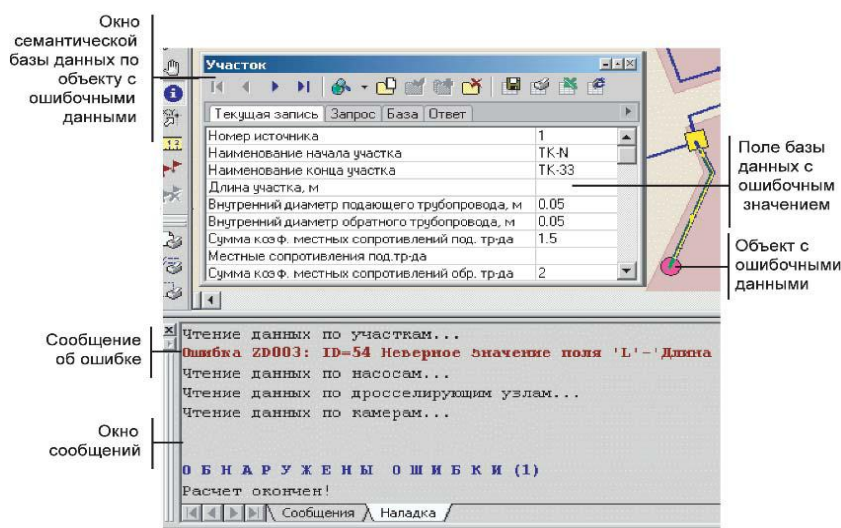 Окно
семантической
базы данных по
объекту с
ошибочными
данными
Участок
Текущая запись Запрос База Ответ
Номер источника 1
Наименование начала участка ТК-N
Наименование конца участка ТК-33
Длина участка, м
Внутренний диаметр подающего трубопровода, м 0.05
Внутренний диаметр обратного трубопровода, м 0.05
Сумма коэф. местных сопротивлений под. тр-да 1.5
Местные сопротивления под.тр-да
Сумма коэф. местных сопротивлений обр. тр-да 2
Поле базы
данных с
ошибочным
значением
Объект с
ошибочными
данными
Сообщение
об ошибке
Окно
сообщений
Чтение данных по участкам...
Ошибка ZD003: ID=54 Неверное значение поля 'L'-'Длина
Чтение данных по насосам...
Чтение данных по дросселирующим узлам...
Чтение данных по камерам...
О Б Н А Р У Ж Е Н Ы О Ш И Б К И (1)
Расчет окончен!
Сообщения Наладка